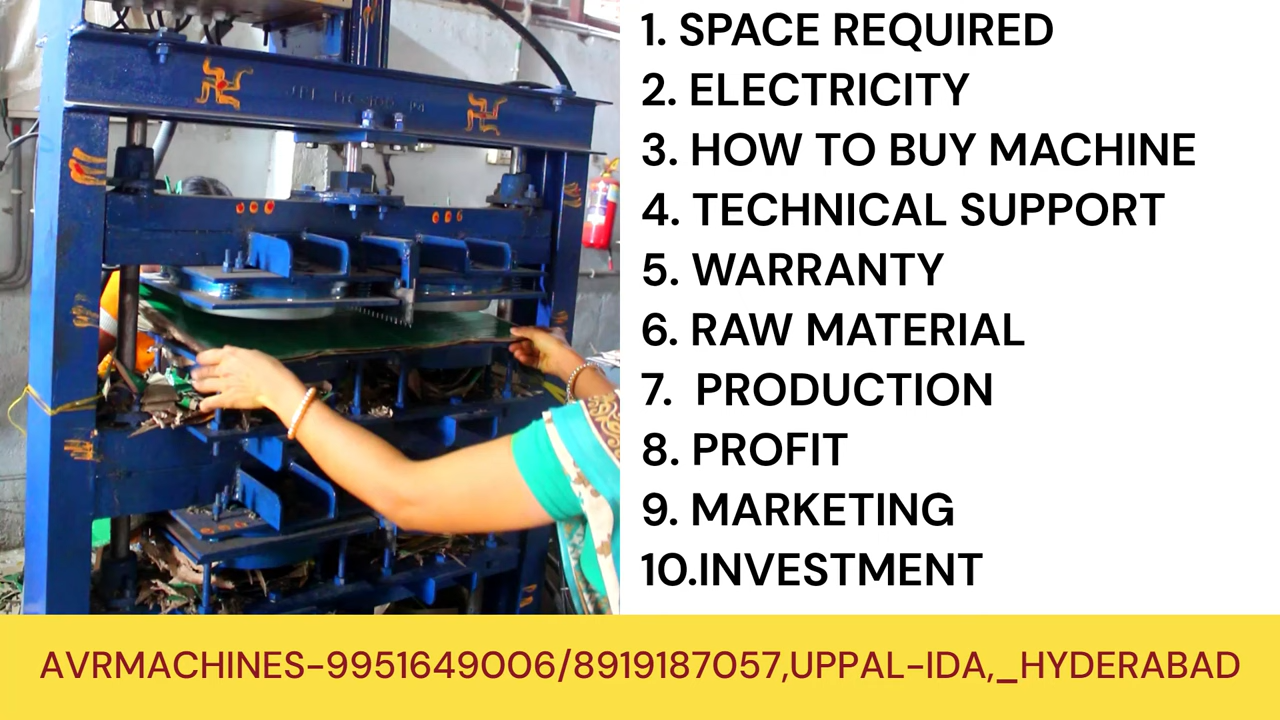 1. SPACE REQUIRED
2. ELECTRICITY
3. HOW TO BUY MACHINE
4. TECHNICAL SUPPORT
5. WARRANTY
6. RAW MATERIAL
7. PRODUCTION
8. PROFIT
9. MARKETING
10.INVESTMENT
AVRMACHINES-9951649006/8919187057,UPPAL-IDA,_HYDERABAD